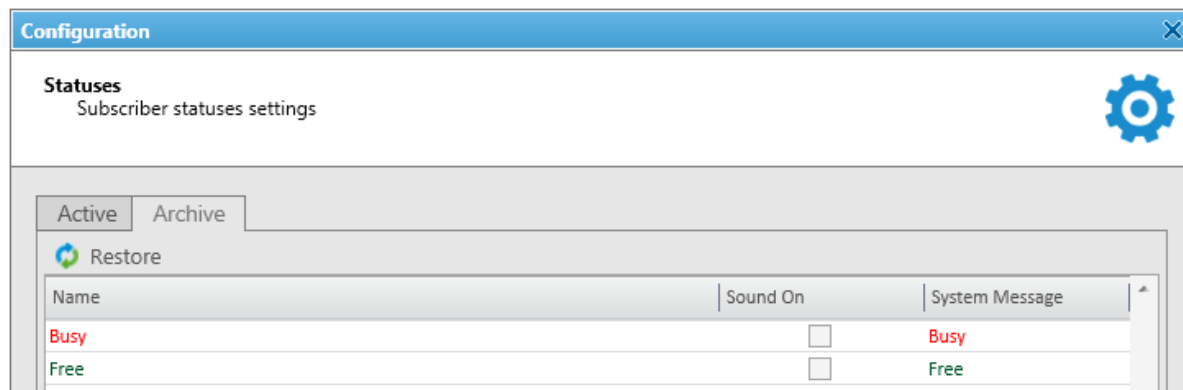 Configuration
Statuses
Subscriber statuses settings
Active Archive
Restore
Name Sound On System Message
Busy Busy
Free Free